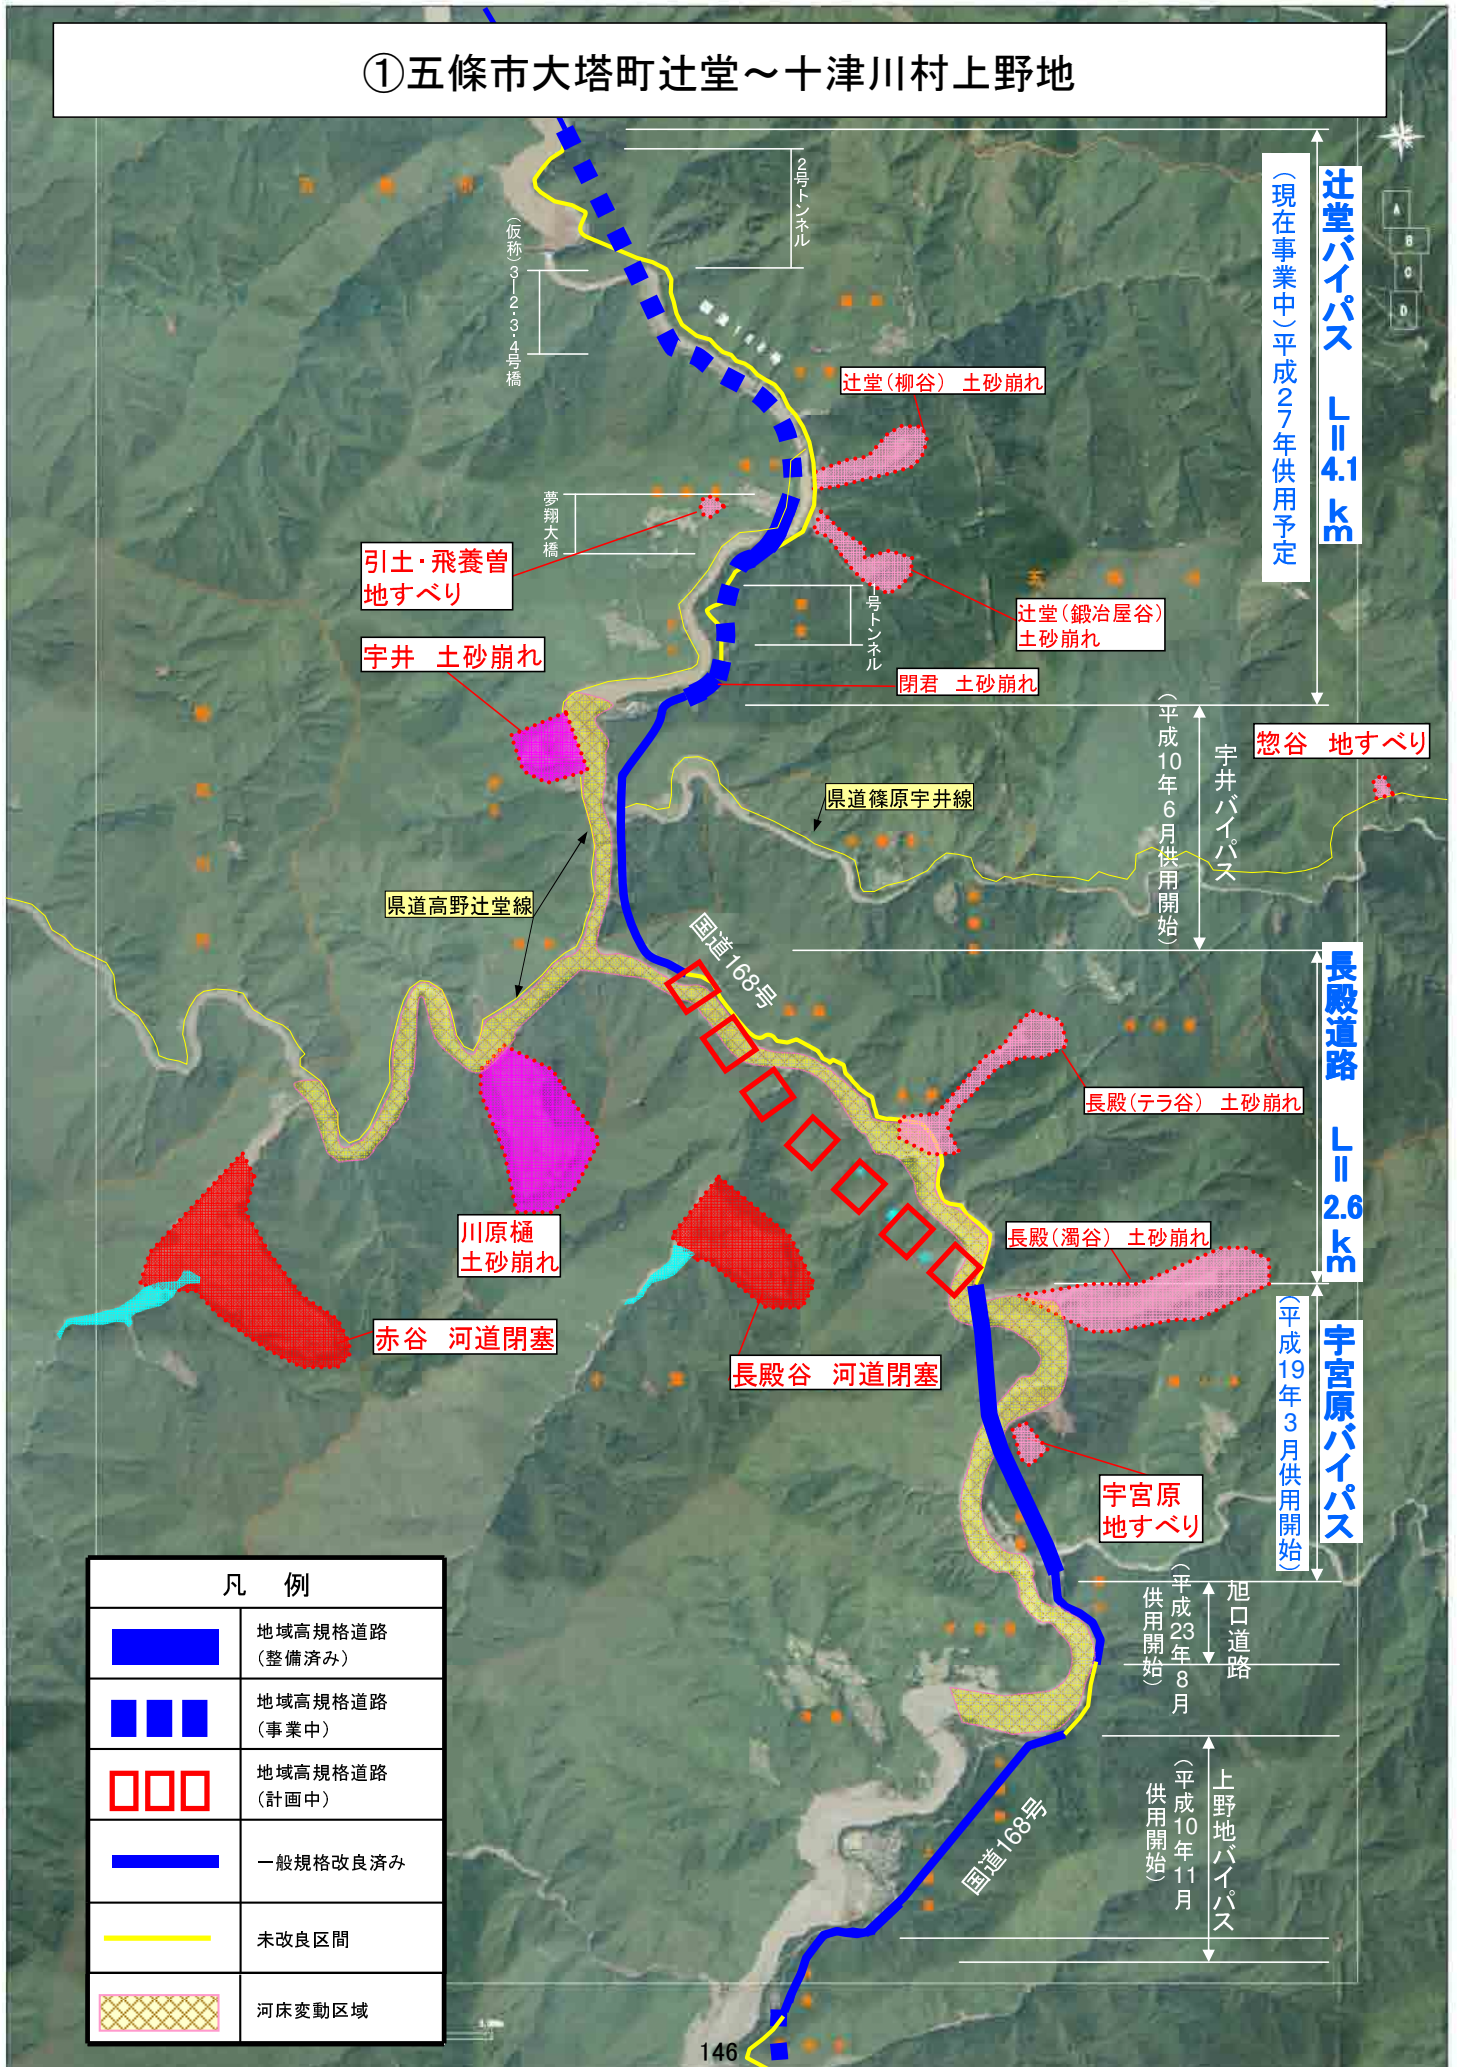 ①五條市大塔町辻堂～十津川村上野地
辻堂バイパス　L＝4.1 km
（現在事業中）平成27年供用予定
A
B
C
D
2号トンネル
（仮称）3-2・3・4号橋
辻堂（柳谷）　土砂崩れ
夢翔大橋
引土・飛養曽
地すべり
辻堂（鍛冶屋谷）
土砂崩れ
1号トンネル
宇井　土砂崩れ
閉君　土砂崩れ
宇井バイパス
（平成10年6月供用開始）
惣谷　地すべり
県道篠原宇井線
県道高野辻堂線
国道168号
長殿道路　L＝2.6 km
長殿（テラ谷）　土砂崩れ
川原樋
土砂崩れ
長殿（濁谷）　土砂崩れ
赤谷　河道閉塞
長殿谷　河道閉塞
宇宮原バイパス
（平成19年3月供用開始）
宇宮原
地すべり
旭口道路
（平成23年8月
供用開始）
上野地バイパス
（平成10年11月
供用開始）
国道168号
凡　例
地域高規格道路
（整備済み）
地域高規格道路
（事業中）
地域高規格道路
（計画中）
一般規格改良済み
未改良区間
河床変動区域
146